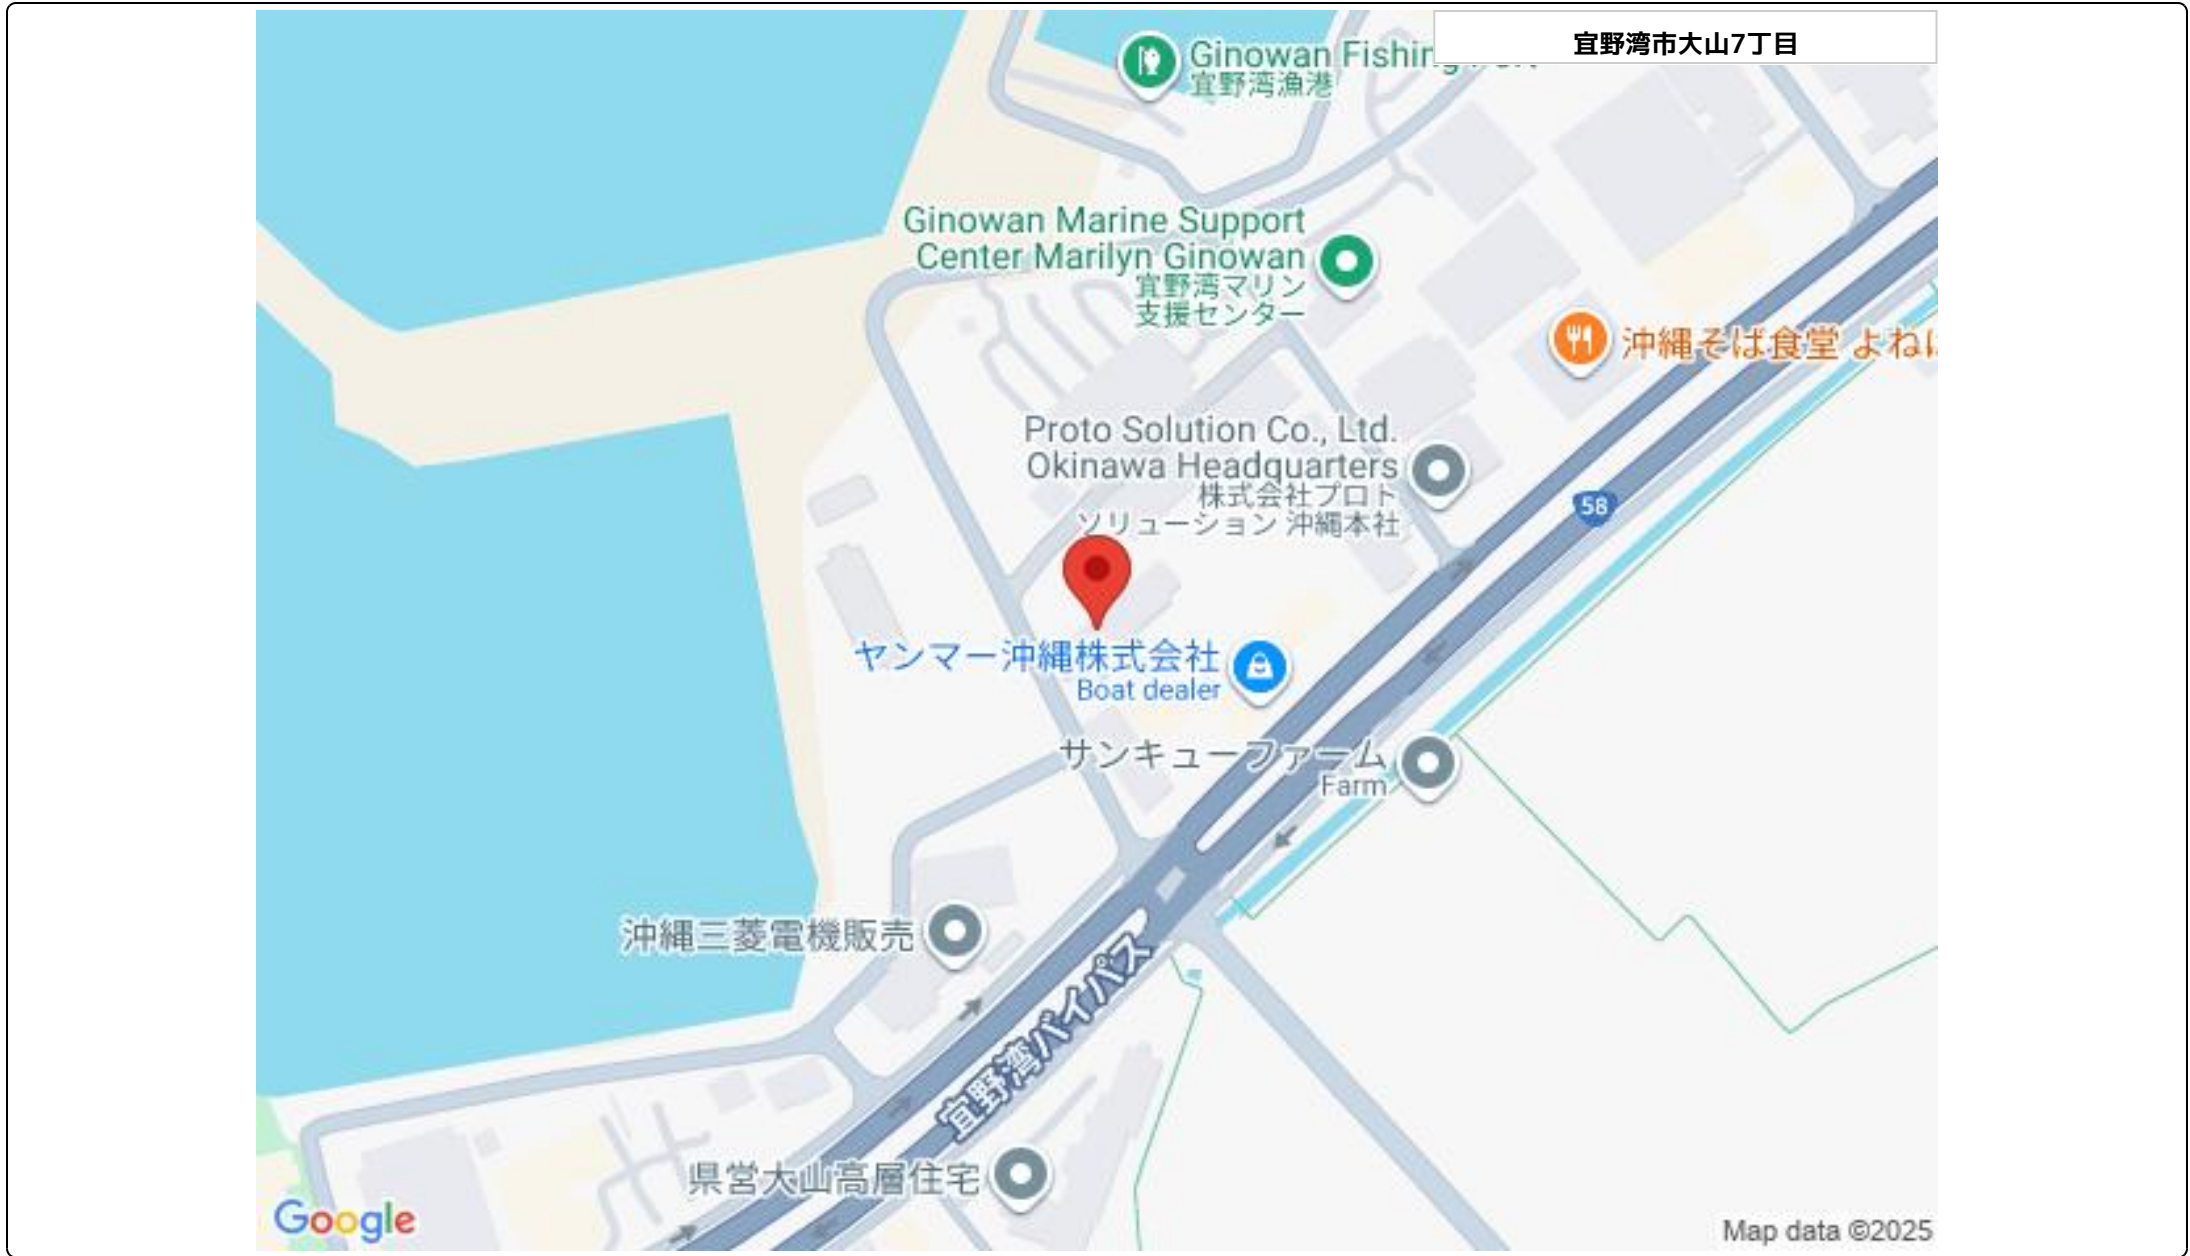 宜野湾市大山7丁目
Ginowan Fishing
宜野湾漁港
Ginowan Marine Support
Center Marilyn Ginowan
宜野湾マリン
支援センター
沖縄そば食堂 よね
Proto Solution Co., Ltd.
Okinawa Headquarters
株式会社プロト
ソリューション 沖縄本社
58
ヤンマー沖縄株式会社
Boat dealer
サンキューファーム
Farm
沖縄三菱電機販売
宜野湾バイパス
県営大山高層住宅
Google
Map data ©2025